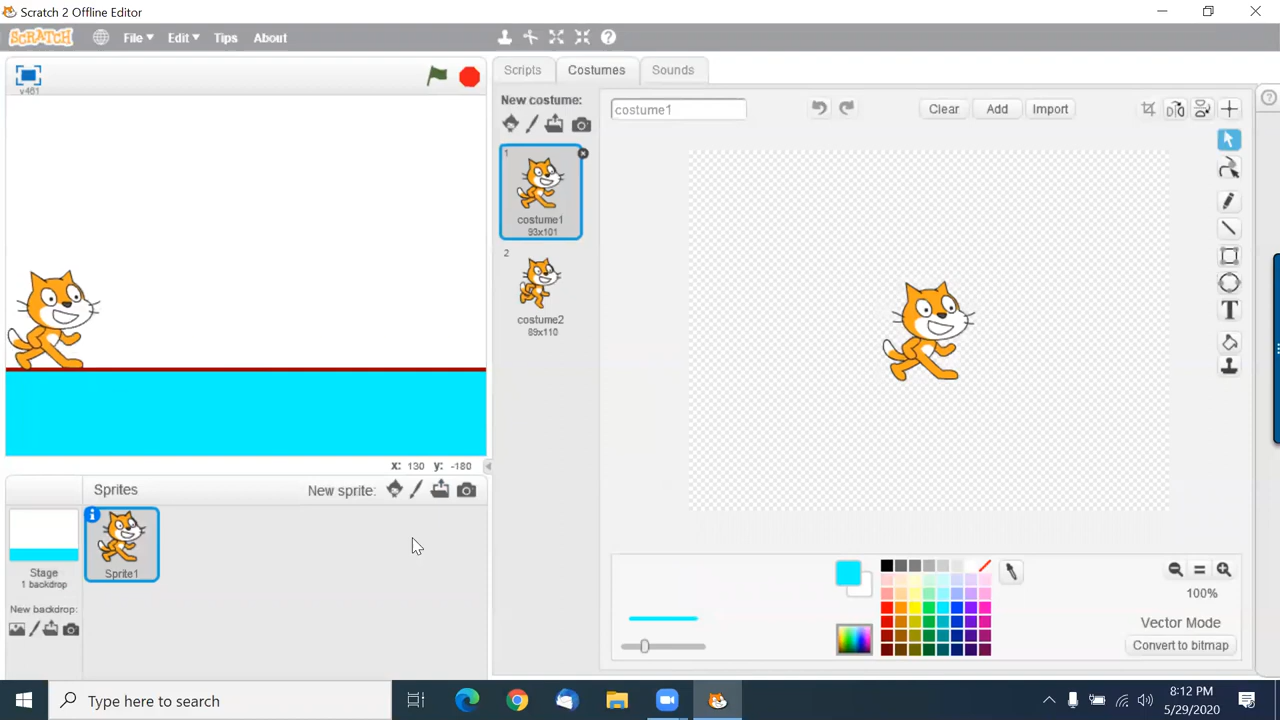 Scratch 2 Offline Editor
SCRATCH File Edit Tips About
v461
Scripts Costumes Sounds
New costume:
costume1
Clear Add Import
1
costume1
93x101
2
costume2
89x110
x: 130 y: -180
Sprites New sprite:
Stage
1 backdrop
New backdrop:
Sprite1
100%
Vector Mode
Convert to bitmap
Type here to search
8:12 PM
5/29/2020